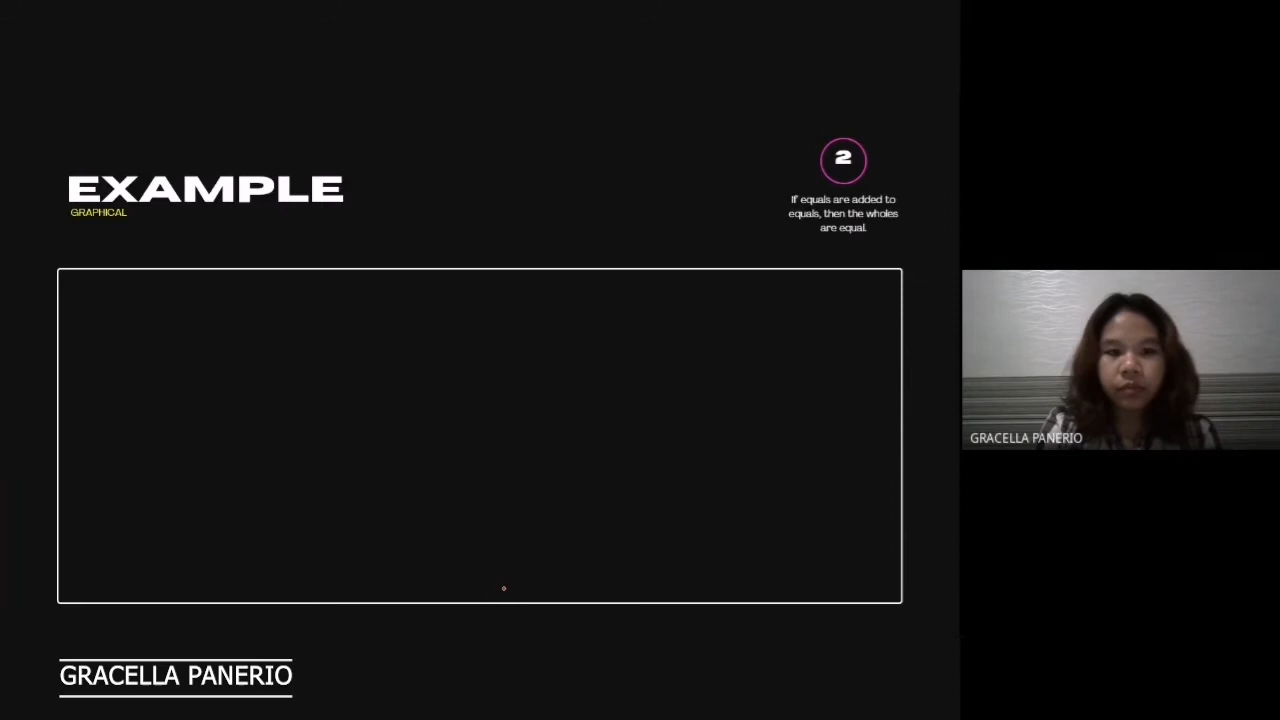 2
EXAMPLE
GRAPHICAL
If equals are added to
equals, then the wholes
are equal.
GRACELLA PANERIO
GRACELLA PANERIO